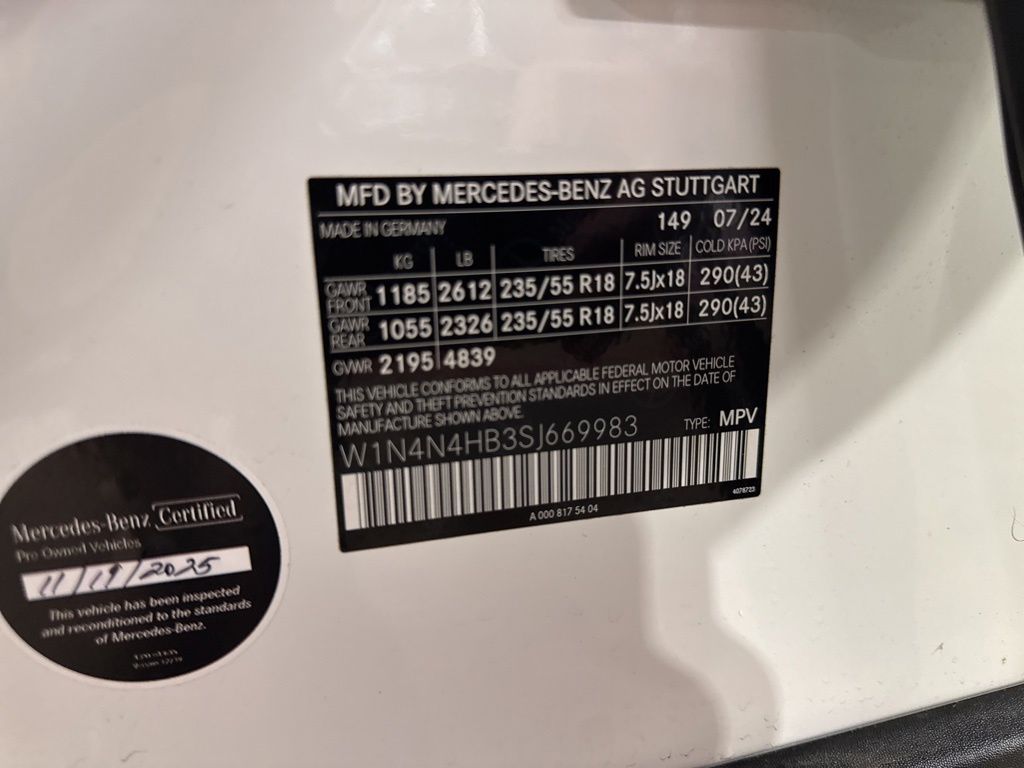 MFD BY MERCEDES-BENZ AG STUTTGART
MADE IN GERMANY 149 07/24
KG LB TIRES RIM SIZE COLD KPA (PSI)
GAWR FRONT 1185 2612 235/55 R18 7.5Jx18 290(43)
GAWR REAR 1055 2326 235/55 R18 7.5Jx18 290(43)
GVWR 2195 4839
THIS VEHICLE CONFORMS TO ALL APPLICABLE FEDERAL MOTOR VEHICLE
SAFETY AND THEFT PREVENTION STANDARDS IN EFFECT ON THE DATE OF
MANUFACTURE SHOWN ABOVE.
W1N4N4HB3SJ669983 TYPE: MPV
4078723
A 000 817 54 04
Mercedes-Benz Certified
Pre-Owned Vehicles
11/19/2025
This vehicle has been inspected
and reconditioned to the standards
of Mercedes-Benz.